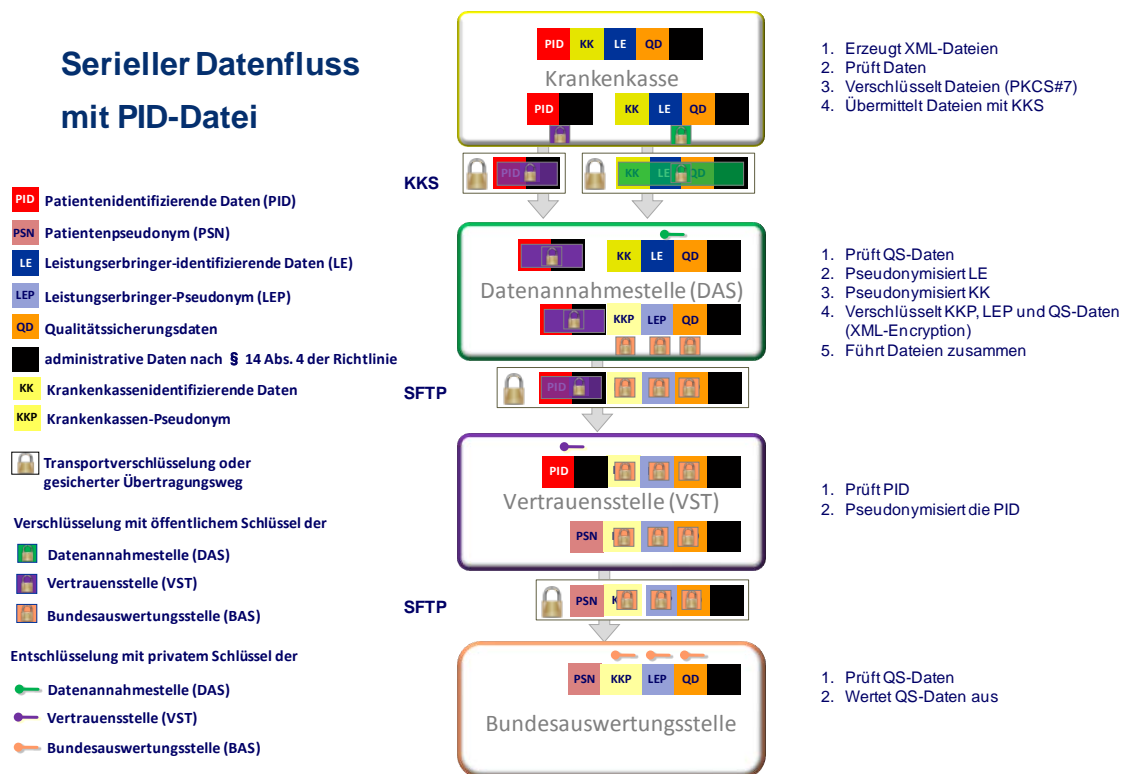 Serieller Datenfluss
mit PID-Datei
PID Patientenidentifizierende Daten (PID)
PSN Patientenpseudonym (PSN)
LE Leistungserbringer-identifizierende Daten (LE)
LEP Leistungserbringer-Pseudonym (LEP)
QD Qualitätssicherungsdaten
administrative Daten nach § 14 Abs. 4 der Richtlinie
KK Krankenkassenidentifizierende Daten
KKP Krankenkassen-Pseudonym
Transportverschlüsselung oder
gesicherter Übertragungsweg
Verschlüsselung mit öffentlichem Schlüssel der
Datenannahmestelle (DAS)
Vertrauensstelle (VST)
Bundesauswertungsstelle (BAS)
Entschlüsselung mit privatem Schlüssel der
Datenannahmestelle (DAS)
Vertrauensstelle (VST)
Bundesauswertungsstelle (BAS)
PID KK LE QD
Krankenkasse
PID KK LE QD
1. Erzeugt XML-Dateien
2. Prüft Daten
3. Verschlüsselt Dateien (PKCS#7)
4. Übermittelt Dateien mit KKS
KKS
PID KK LE QD
KK LE QD
Datenannahmestelle (DAS)
KKP LEP QD
1. Prüft QS-Daten
2. Pseudonymisiert LE
3. Pseudonymisiert KK
4. Verschlüsselt KKP, LEP und QS-Daten
(XML-Encryption)
5. Führt Dateien zusammen
SFTP
PID
PID
Vertrauensstelle (VST)
PSN
1. Prüft PID
2. Pseudonymisiert die PID
SFTP
PSN
PSN KKP LEP QD
Bundesauswertungsstelle
1. Prüft QS-Daten
2. Wertet QS-Daten aus